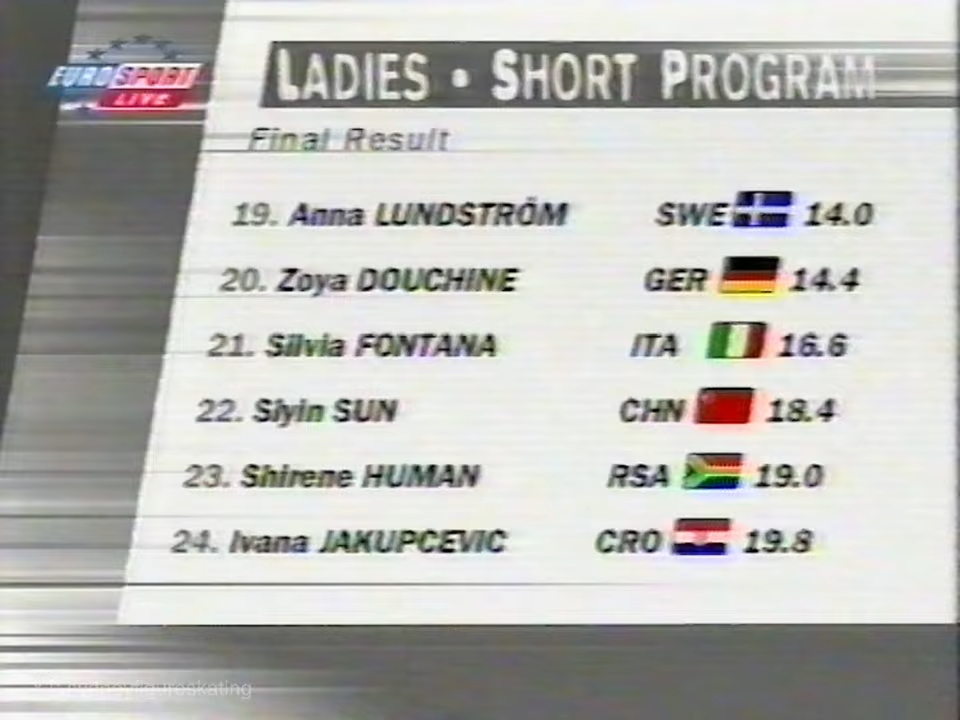 EUROSPORT
LIVE
LADIES • SHORT PROGRAM
Final Result
19. Anna LUNDSTRÖM SWE 14.0
20. Zoya DOUCHINE GER 14.4
21. Silvia FONTANA ITA 16.6
22. Siyin SUN CHN 18.4
23. Shirene HUMAN RSA 19.0
24. Ivana JAKUPCEVIC CRO 19.8